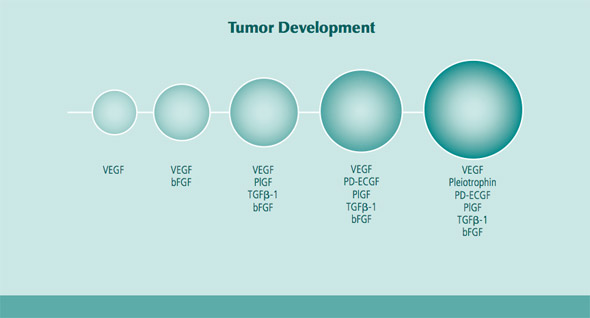 Tumor Development
VEGF
VEGF
bFGF
VEGF
PlGF
TGFβ-1
bFGF
VEGF
PD-ECGF
PlGF
TGFβ-1
bFGF
VEGF
Pleiotrophin
PD-ECGF
PlGF
TGFβ-1
bFGF